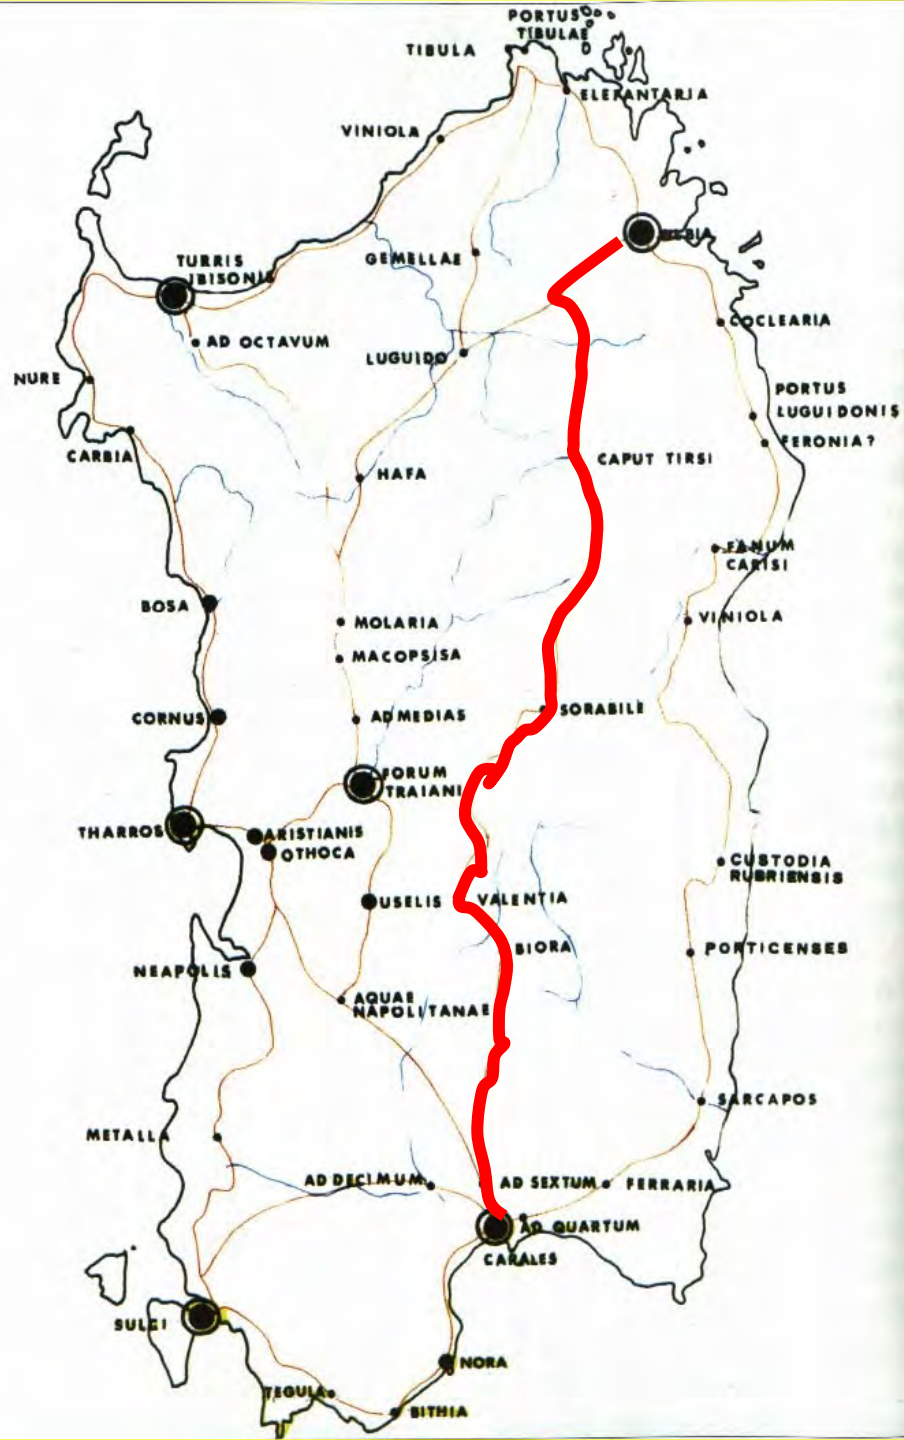 PORTUS
TIBULAE
TIBULA
ELEFANTARIA
VINIOLA
GEMELLAE
TURRIS
LIBISONIS
COCLEARIA
AD OCTAVUM
LUGUIDO
NURE
PORTUS
LUGUIDONIS
FERONIA?
CARBIA
CAPUT TIRSI
HAFA
FANUM
CARISI
BOSA
VINIOLA
MOLARIA
MACOPSISA
SORABILE
CORNUS
AD MEDIAS
FORUM
TRAIANI
THARROS
ARISTIANIS
OTHOCA
CUSTODIA
RUBRIENSIS
USELIS
VALENTIA
BIORA
PORTICENSES
NEAPOLIS
AQUAE
NAPOLITANAE
SARCAPOS
METALLA
AD DECIMUM
AD SEXTUM
FERRARIA
AD QUARTUM
CARALES
SULCI
NORA
TEGULA
BITHIA